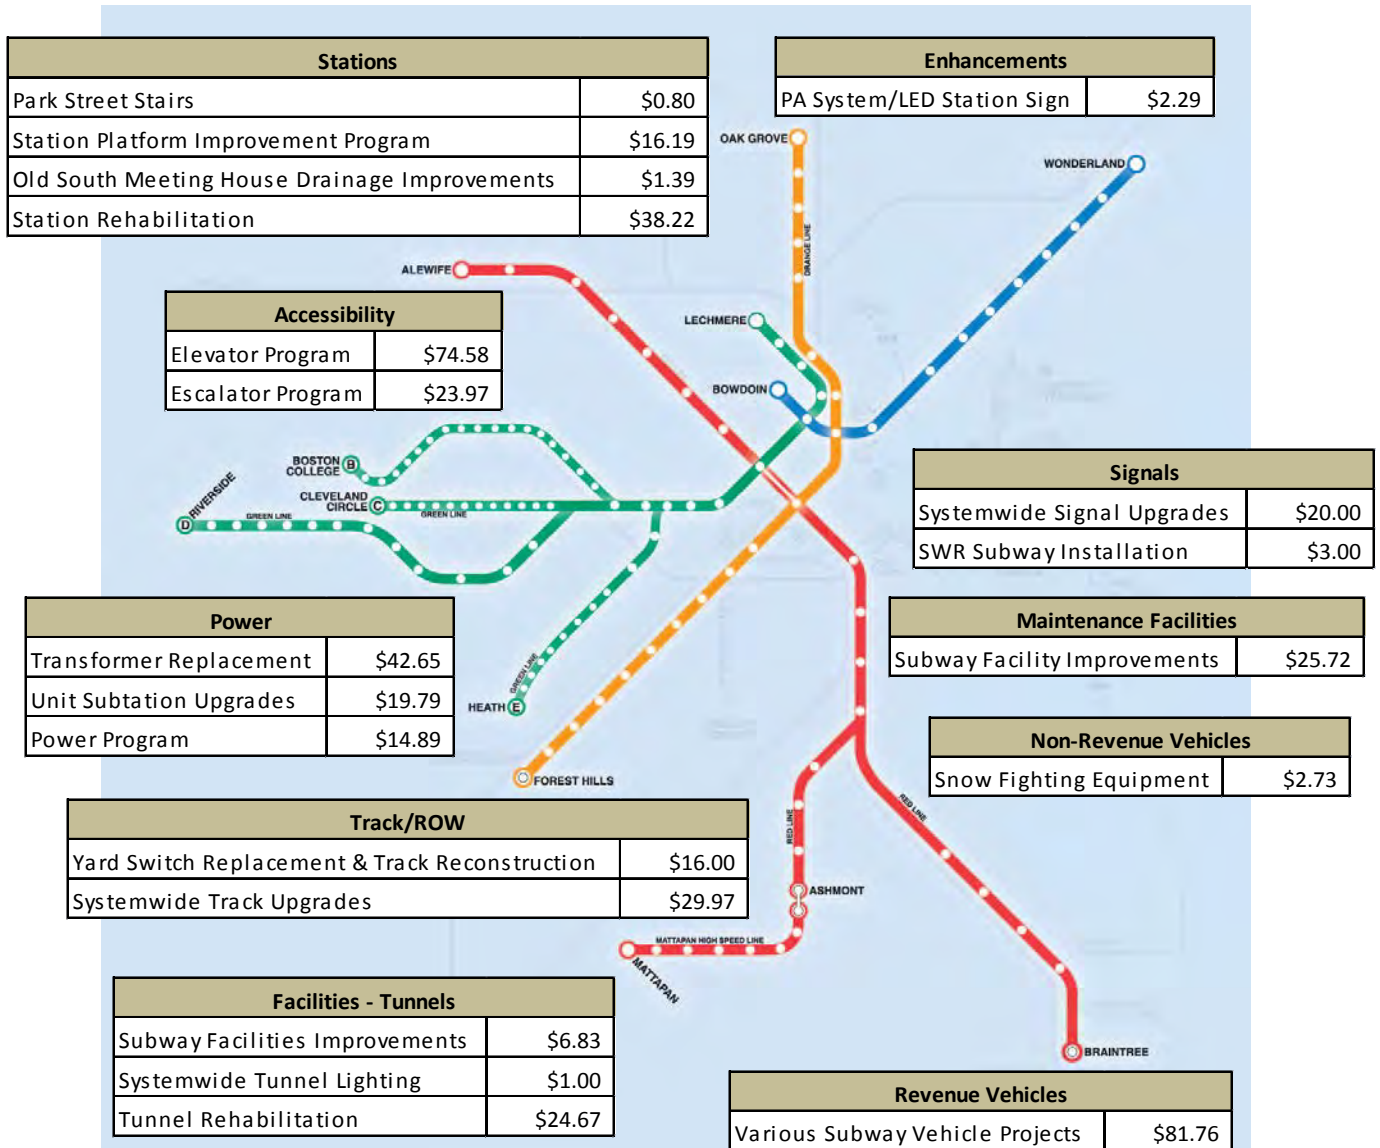 Stations
Park Street Stairs $0.80
Station Platform Improvement Program $16.19
Old South Meeting House Drainage Improvements $1.39
Station Rehabilitation $38.22
Enhancements
PA System/LED Station Sign $2.29
OAK GROVE
WONDERLAND
ORANGE LINE
ALEWIFE
Accessibility
Elevator Program $74.58
Escalator Program $23.97
LECHMERE
BOWDOIN
BOSTON
COLLEGE B
CLEVELAND
CIRCLE C
RIVERSIDE
D
GREEN LINE
GREEN LINE
Signals
Systemwide Signal Upgrades $20.00
SWR Subway Installation $3.00
Power
Transformer Replacement $42.65
Unit Subtation Upgrades $19.79
Power Program $14.89
GREEN LINE
HEATH E
Maintenance Facilities
Subway Facility Improvements $25.72
FOREST HILLS
Non-Revenue Vehicles
Snow Fighting Equipment $2.73
Track/ROW
Yard Switch Replacement & Track Reconstruction $16.00
Systemwide Track Upgrades $29.97
RED LINE
RED LINE
ASHMONT
MATTAPAN HIGH SPEED LINE
MATTAPAN
Facilities - Tunnels
Subway Facilities Improvements $6.83
Systemwide Tunnel Lighting $1.00
Tunnel Rehabilitation $24.67
BRAINTREE
Revenue Vehicles
Various Subway Vehicle Projects $81.76